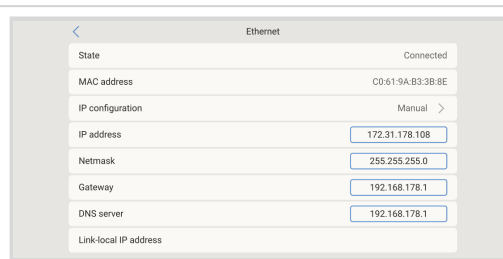 Ethernet
State Connected
MAC address C0:61:9A:B3:3B:8E
IP configuration Manual
IP address 172.31.178.108
Netmask 255.255.255.0
Gateway 192.168.178.1
DNS server 192.168.178.1
Link-local IP address